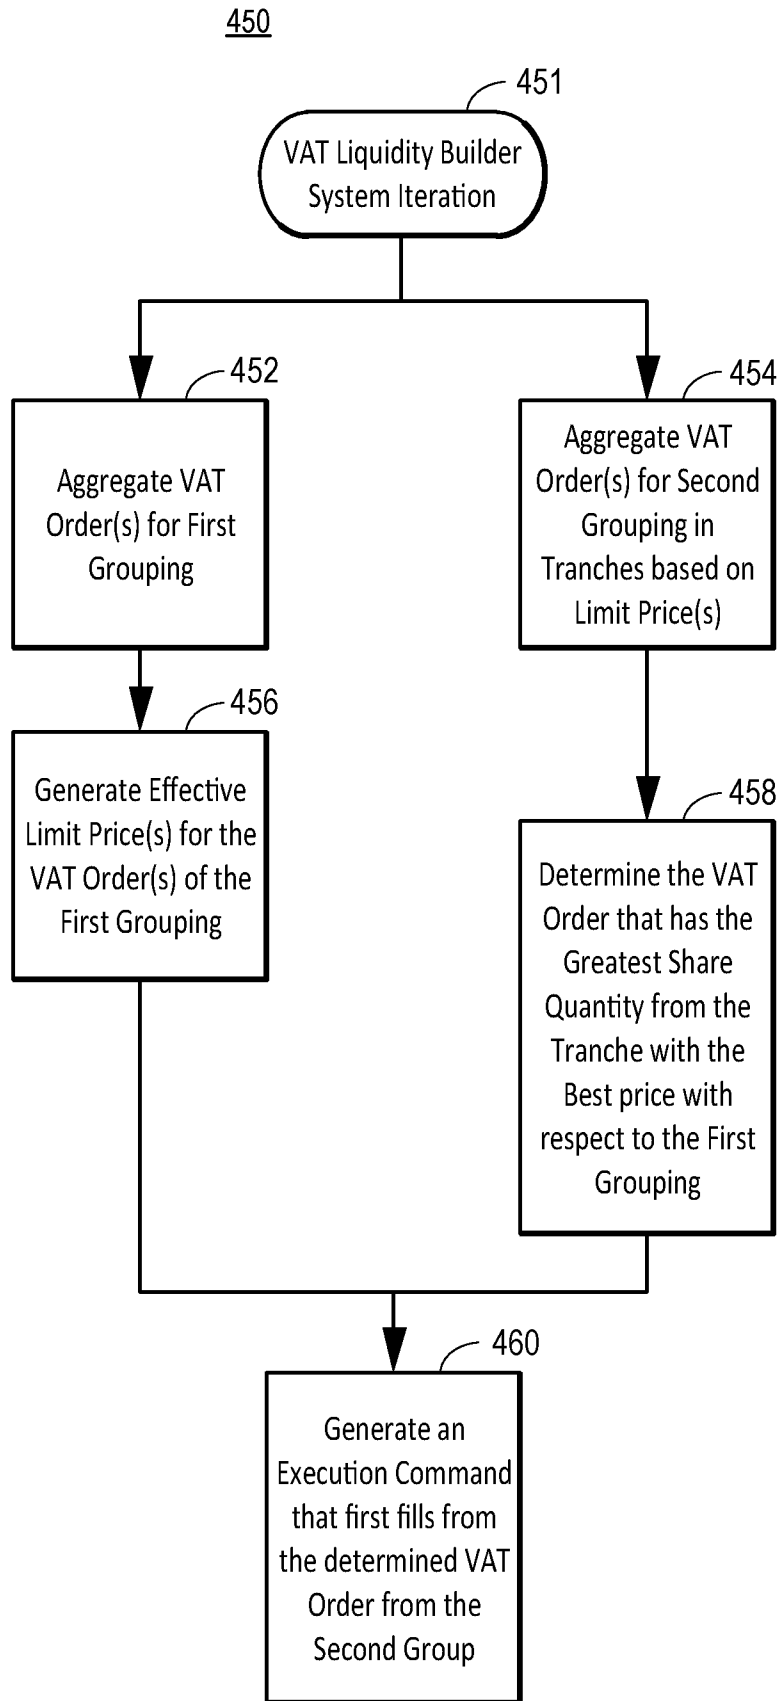 450
451
VAT Liquidity Builder
System Iteration
452
Aggregate VAT
Order(s) for First
Grouping
454
Aggregate VAT
Order(s) for Second
Grouping in
Tranches based on
Limit Price(s)
456
Generate Effective
Limit Price(s) for the
VAT Order(s) of the
First Grouping
458
Determine the VAT
Order that has the
Greatest Share
Quantity from the
Tranche with the
Best price with
respect to the First
Grouping
460
Generate an
Execution Command
that first fills from
the determined VAT
Order from the
Second Group